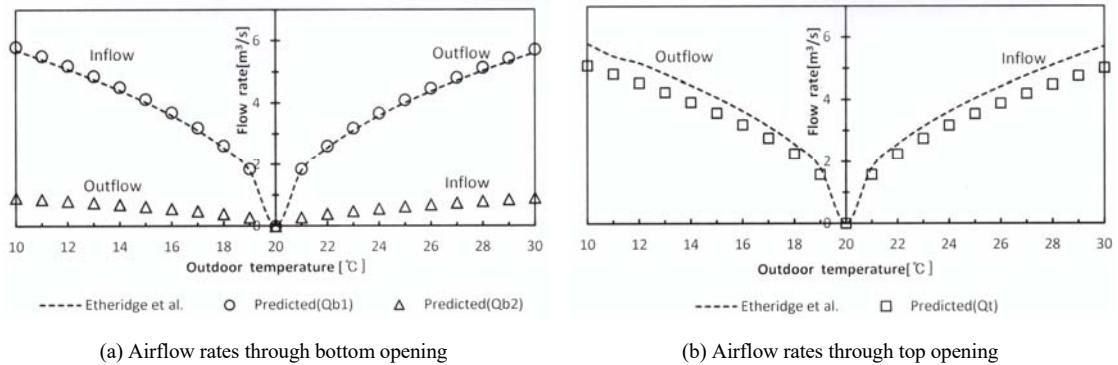 6
Inflow
Outflow
Flow rate[m³/s]
4
2
Outflow
Inflow
0
10 12 14 16 18 20 22 24 26 28 30
Outdoor temperature[℃]
Etheridge et al. Predicted(Qb1) Predicted(Qb2)
(a) Airflow rates through bottom opening
6
Outflow
Inflow
Flow rate[m³/s]
4
2
0
10 12 14 16 18 20 22 24 26 28 30
Outdoor temperature[℃]
Etheridge et al. Predicted(Qt)
(b) Airflow rates through top opening